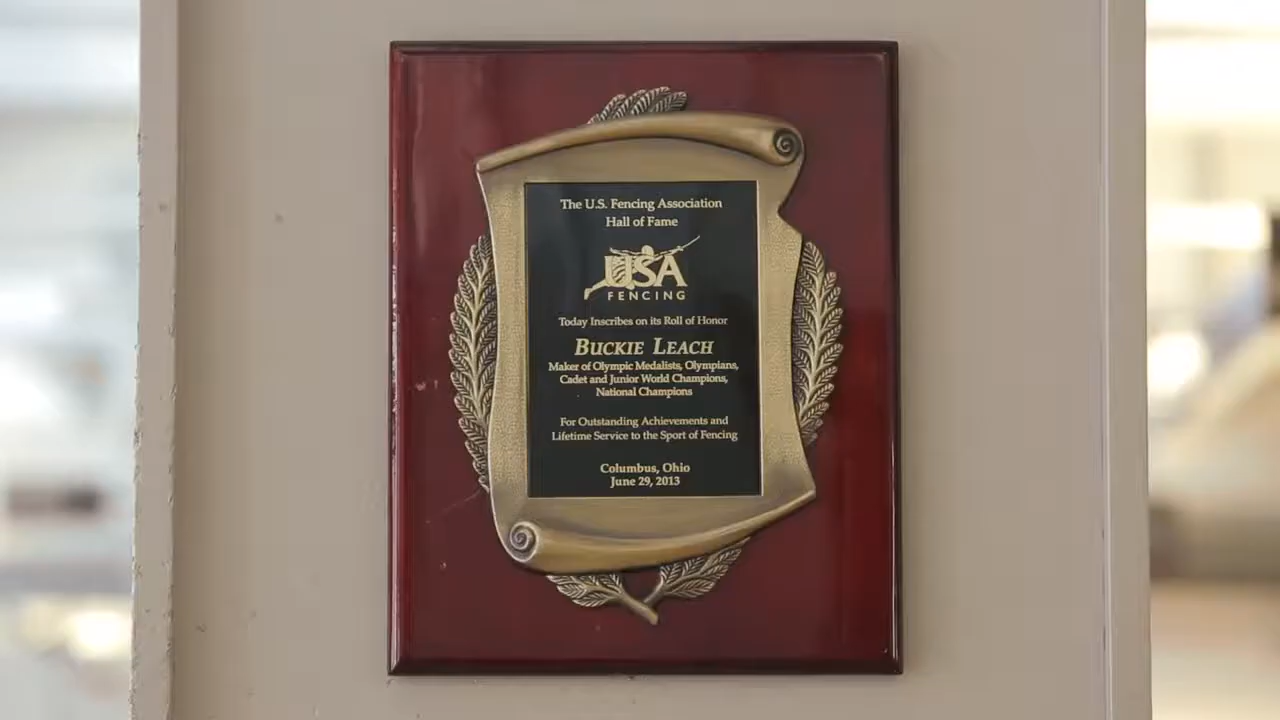 The U.S. Fencing Association
Hall of Fame
USA
FENCING
Today Inscribes on its Roll of Honor
BUCKIE LEACH
Maker of Olympic Medalists, Olympians,
Cadet and Junior World Champions,
National Champions
For Outstanding Achievements and
Lifetime Service to the Sport of Fencing
Columbus, Ohio
June 29, 2013